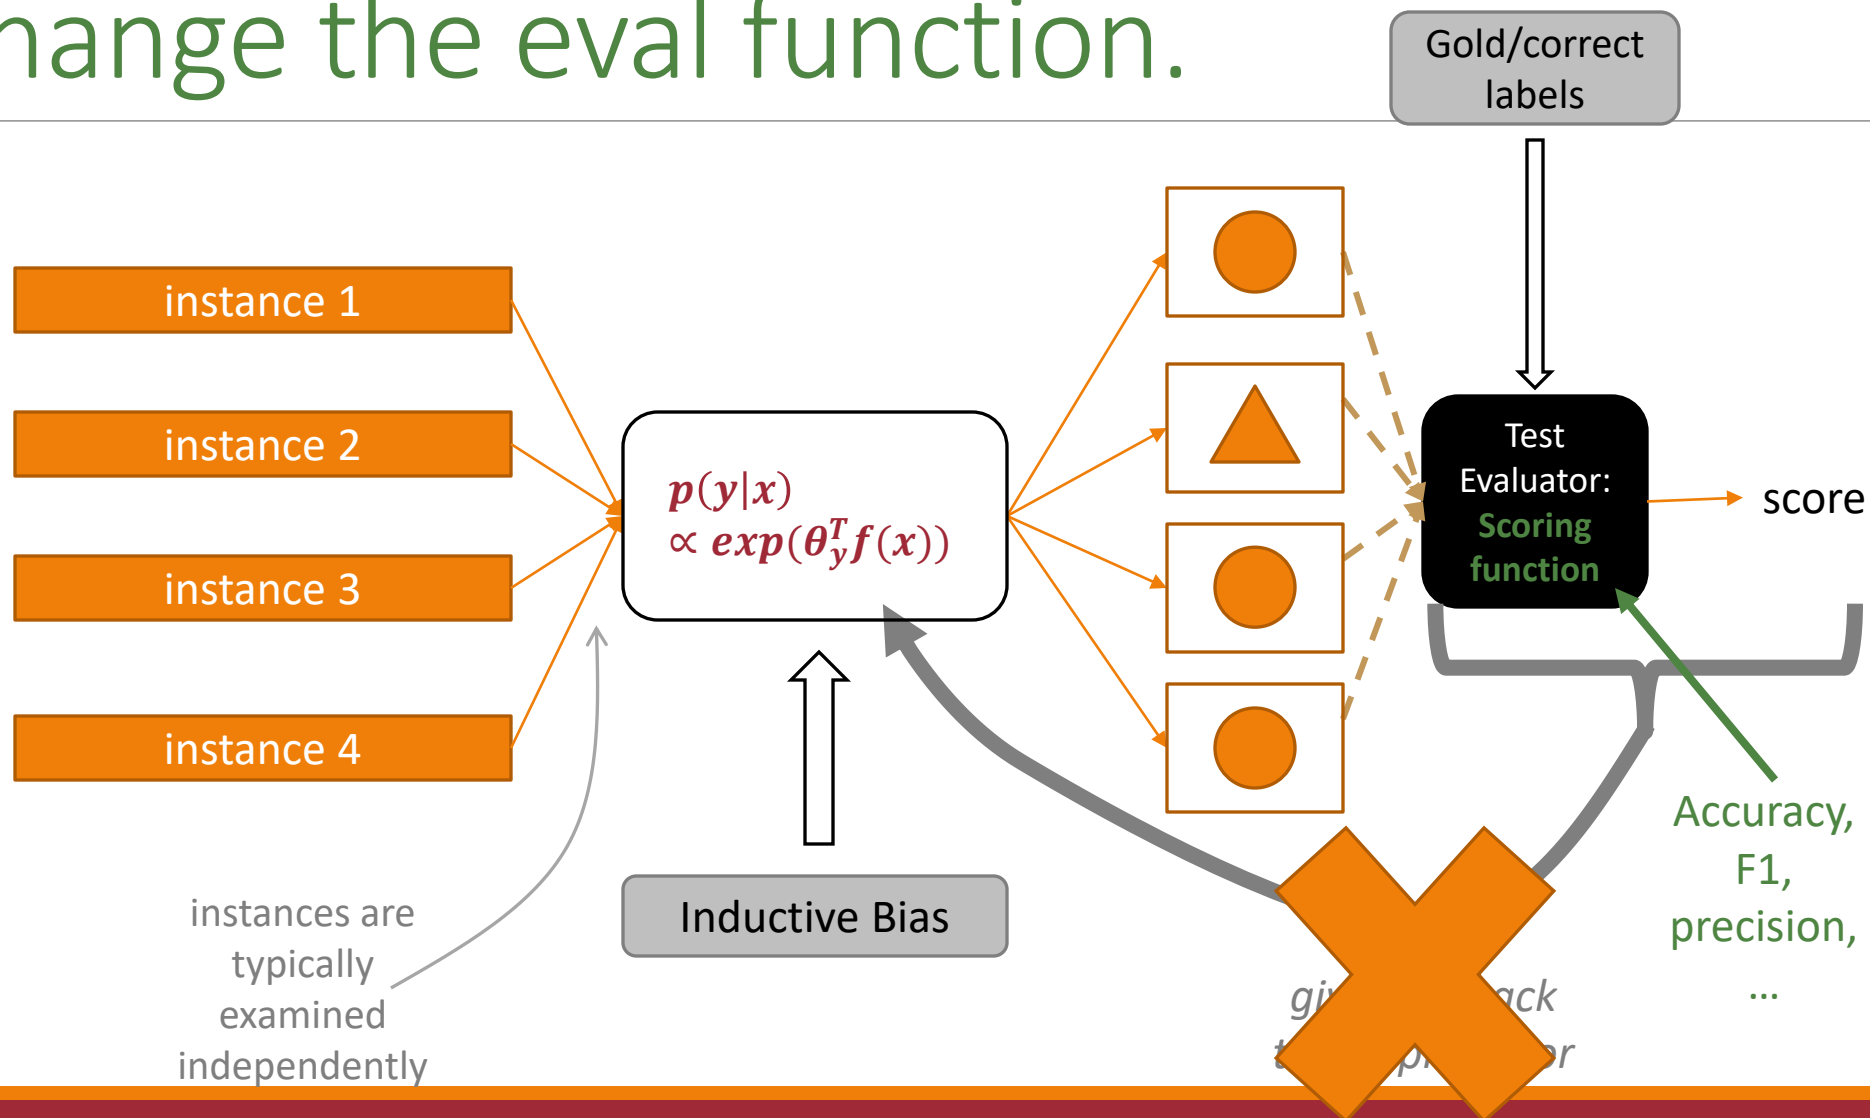 the eval function.
Gold/correct
labels
instance 1
instance 2
instance 3
instance 4
p(y|x)
∝ exp(θ_y^T f(x))
Test
Evaluator:
Scoring
function
score
Inductive Bias
instances are
typically
examined
independently
Accuracy,
F1,
precision,
...